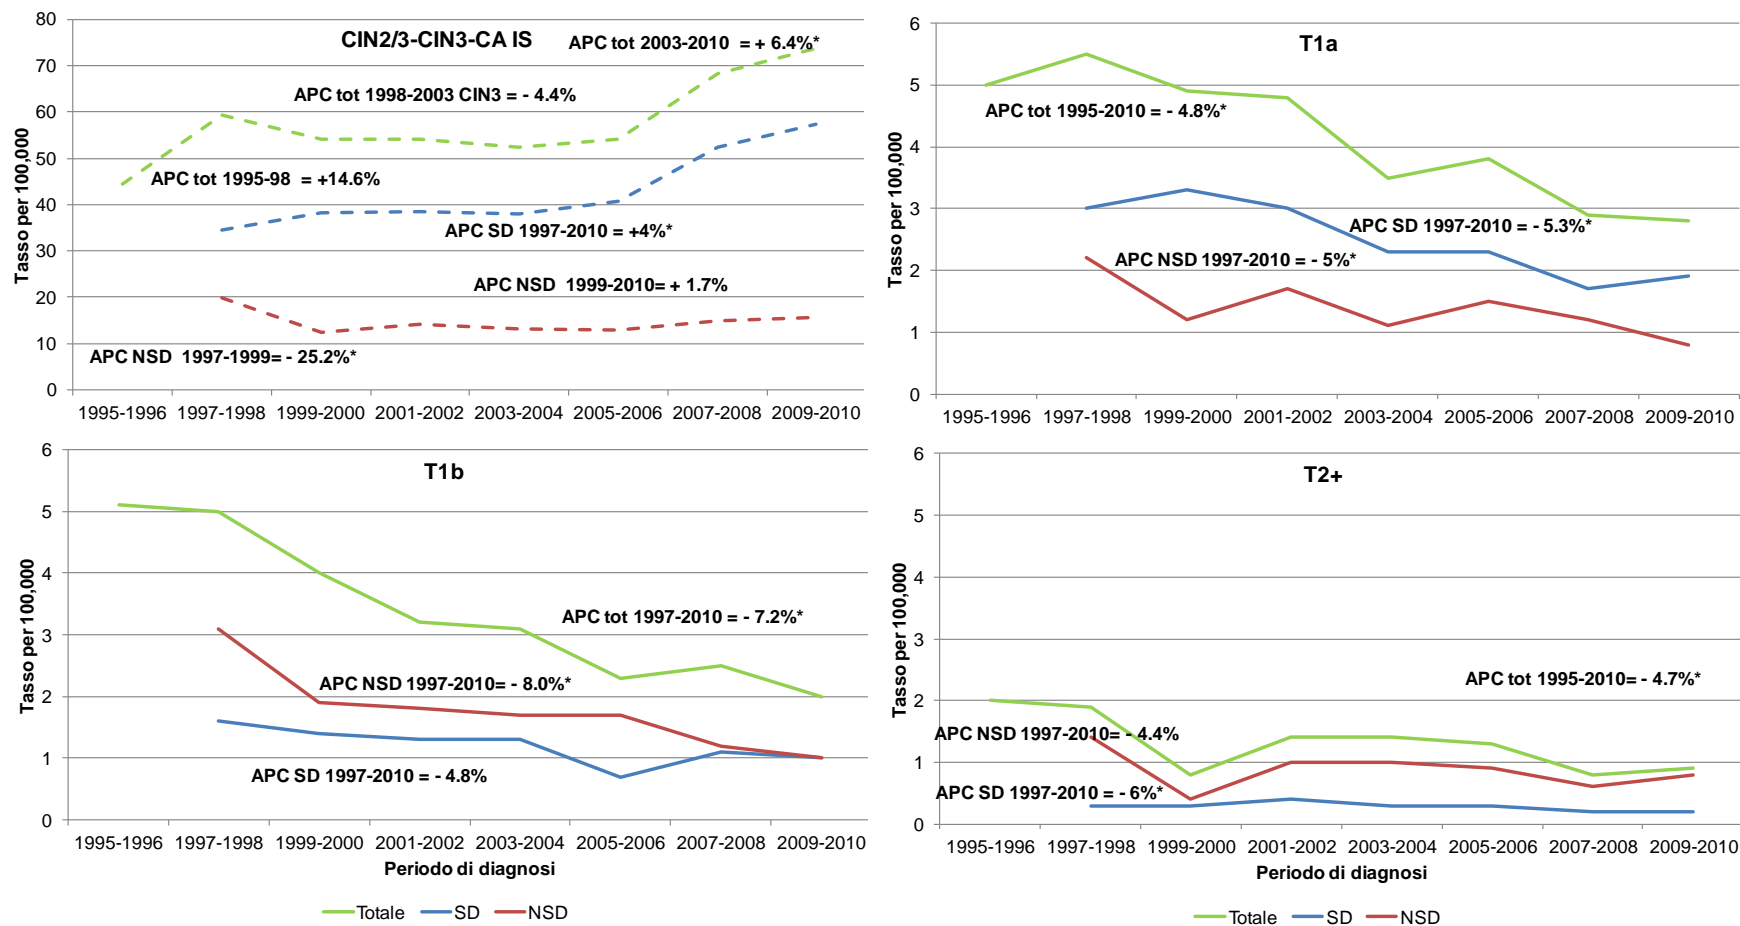 CIN2/3-CIN3-CA IS
APC tot 2003-2010 = + 6.4%*
APC tot 1998-2003 CIN3 = - 4.4%
APC tot 1995-98 = +14.6%
APC SD 1997-2010 = +4%*
APC NSD 1999-2010= + 1.7%
APC NSD 1997-1999= - 25.2%*
Tasso per 100,000
80
70
60
50
40
30
20
10
0
1995-1996 1997-1998 1999-2000 2001-2002 2003-2004 2005-2006 2007-2008 2009-2010
T1a
APC tot 1995-2010 = - 4.8%*
APC SD 1997-2010 = - 5.3%*
APC NSD 1997-2010 = - 5%*
Tasso per 100,000
6
5
4
3
2
1
0
1995-1996 1997-1998 1999-2000 2001-2002 2003-2004 2005-2006 2007-2008 2009-2010
T1b
APC tot 1997-2010 = - 7.2%*
APC NSD 1997-2010= - 8.0%*
APC SD 1997-2010 = - 4.8%
Tasso per 100,000
6
5
4
3
2
1
0
1995-1996 1997-1998 1999-2000 2001-2002 2003-2004 2005-2006 2007-2008 2009-2010
Periodo di diagnosi
Totale SD NSD
T2+
APC tot 1995-2010= - 4.7%*
APC NSD 1997-2010= - 4.4%
APC SD 1997-2010 = - 6%*
Tasso per 100,000
6
5
4
3
2
1
0
1995-1996 1997-1998 1999-2000 2001-2002 2003-2004 2005-2006 2007-2008 2009-2010
Periodo di diagnosi
Totale SD NSD